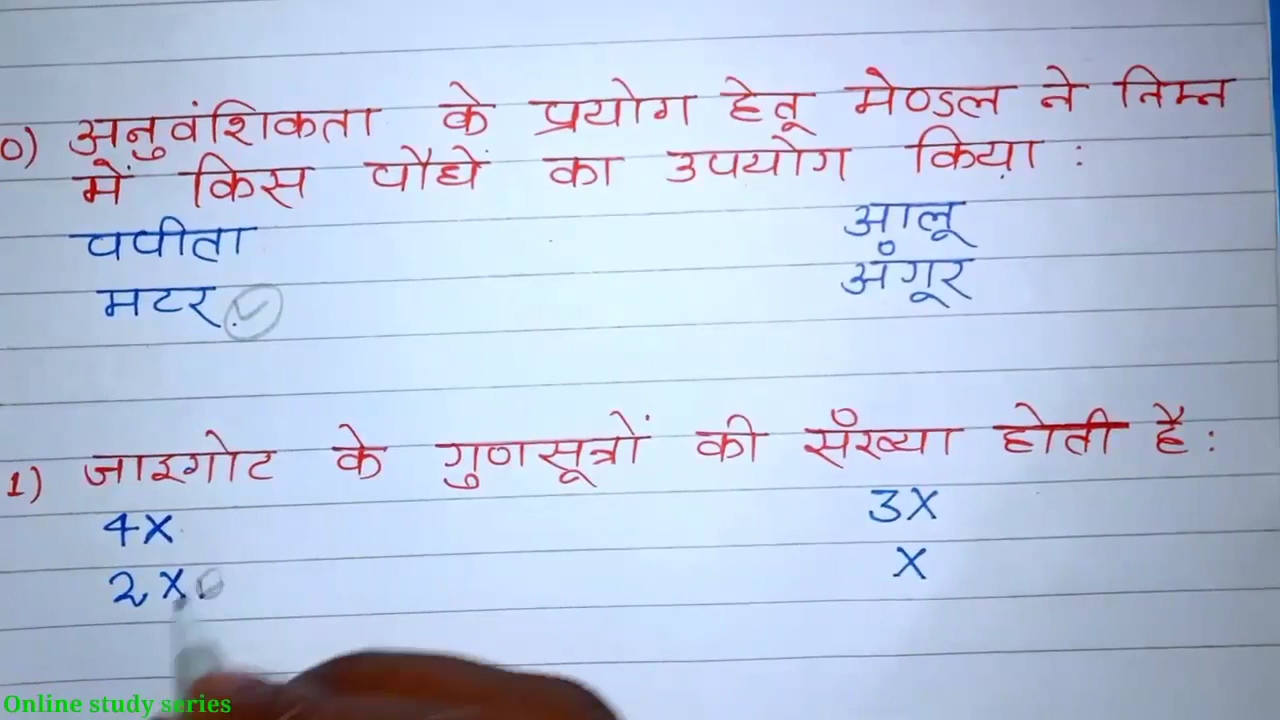 0) अनुवंशिकता के प्रयोग हेतू मेण्डल ने निम्न
में किस पौधें का उपयोग किया :
पपीता आलू
मटर अंगूर
1) जाइगोट के गुणसूत्रों की संख्या होती है :
4X 3X
2X X
Online study series